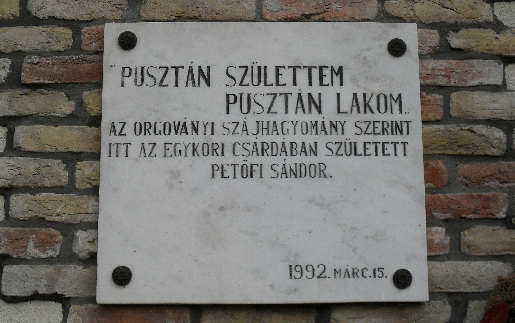 „PUSZTÁN SZÜLETTEM
PUSZTÁN LAKOM„
AZ ORGOVÁNYI SZÁJHAGYOMÁNY SZERINT
ITT AZ EGYKORI CSÁRDÁBAN SZÜLETETT
PETŐFI SÁNDOR.
1992. MÁRC. 15.